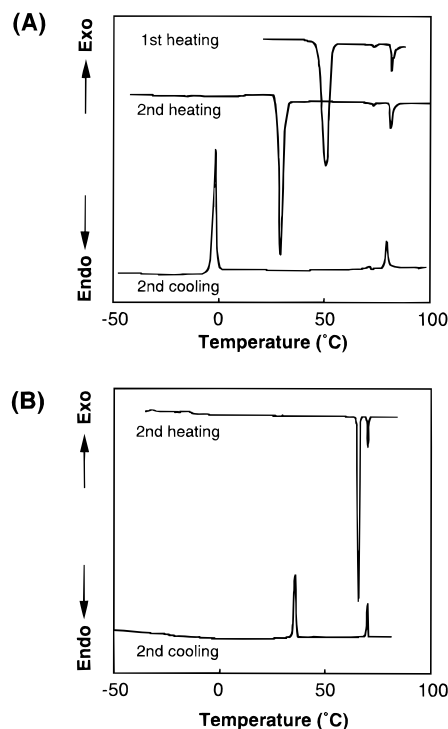 (A)
Exo
Endo
1st heating
2nd heating
2nd cooling
-50 0 50 100
Temperature (˚C)
(B)
Exo
Endo
2nd heating
2nd cooling
-50 0 50 100
Temperature (˚C)